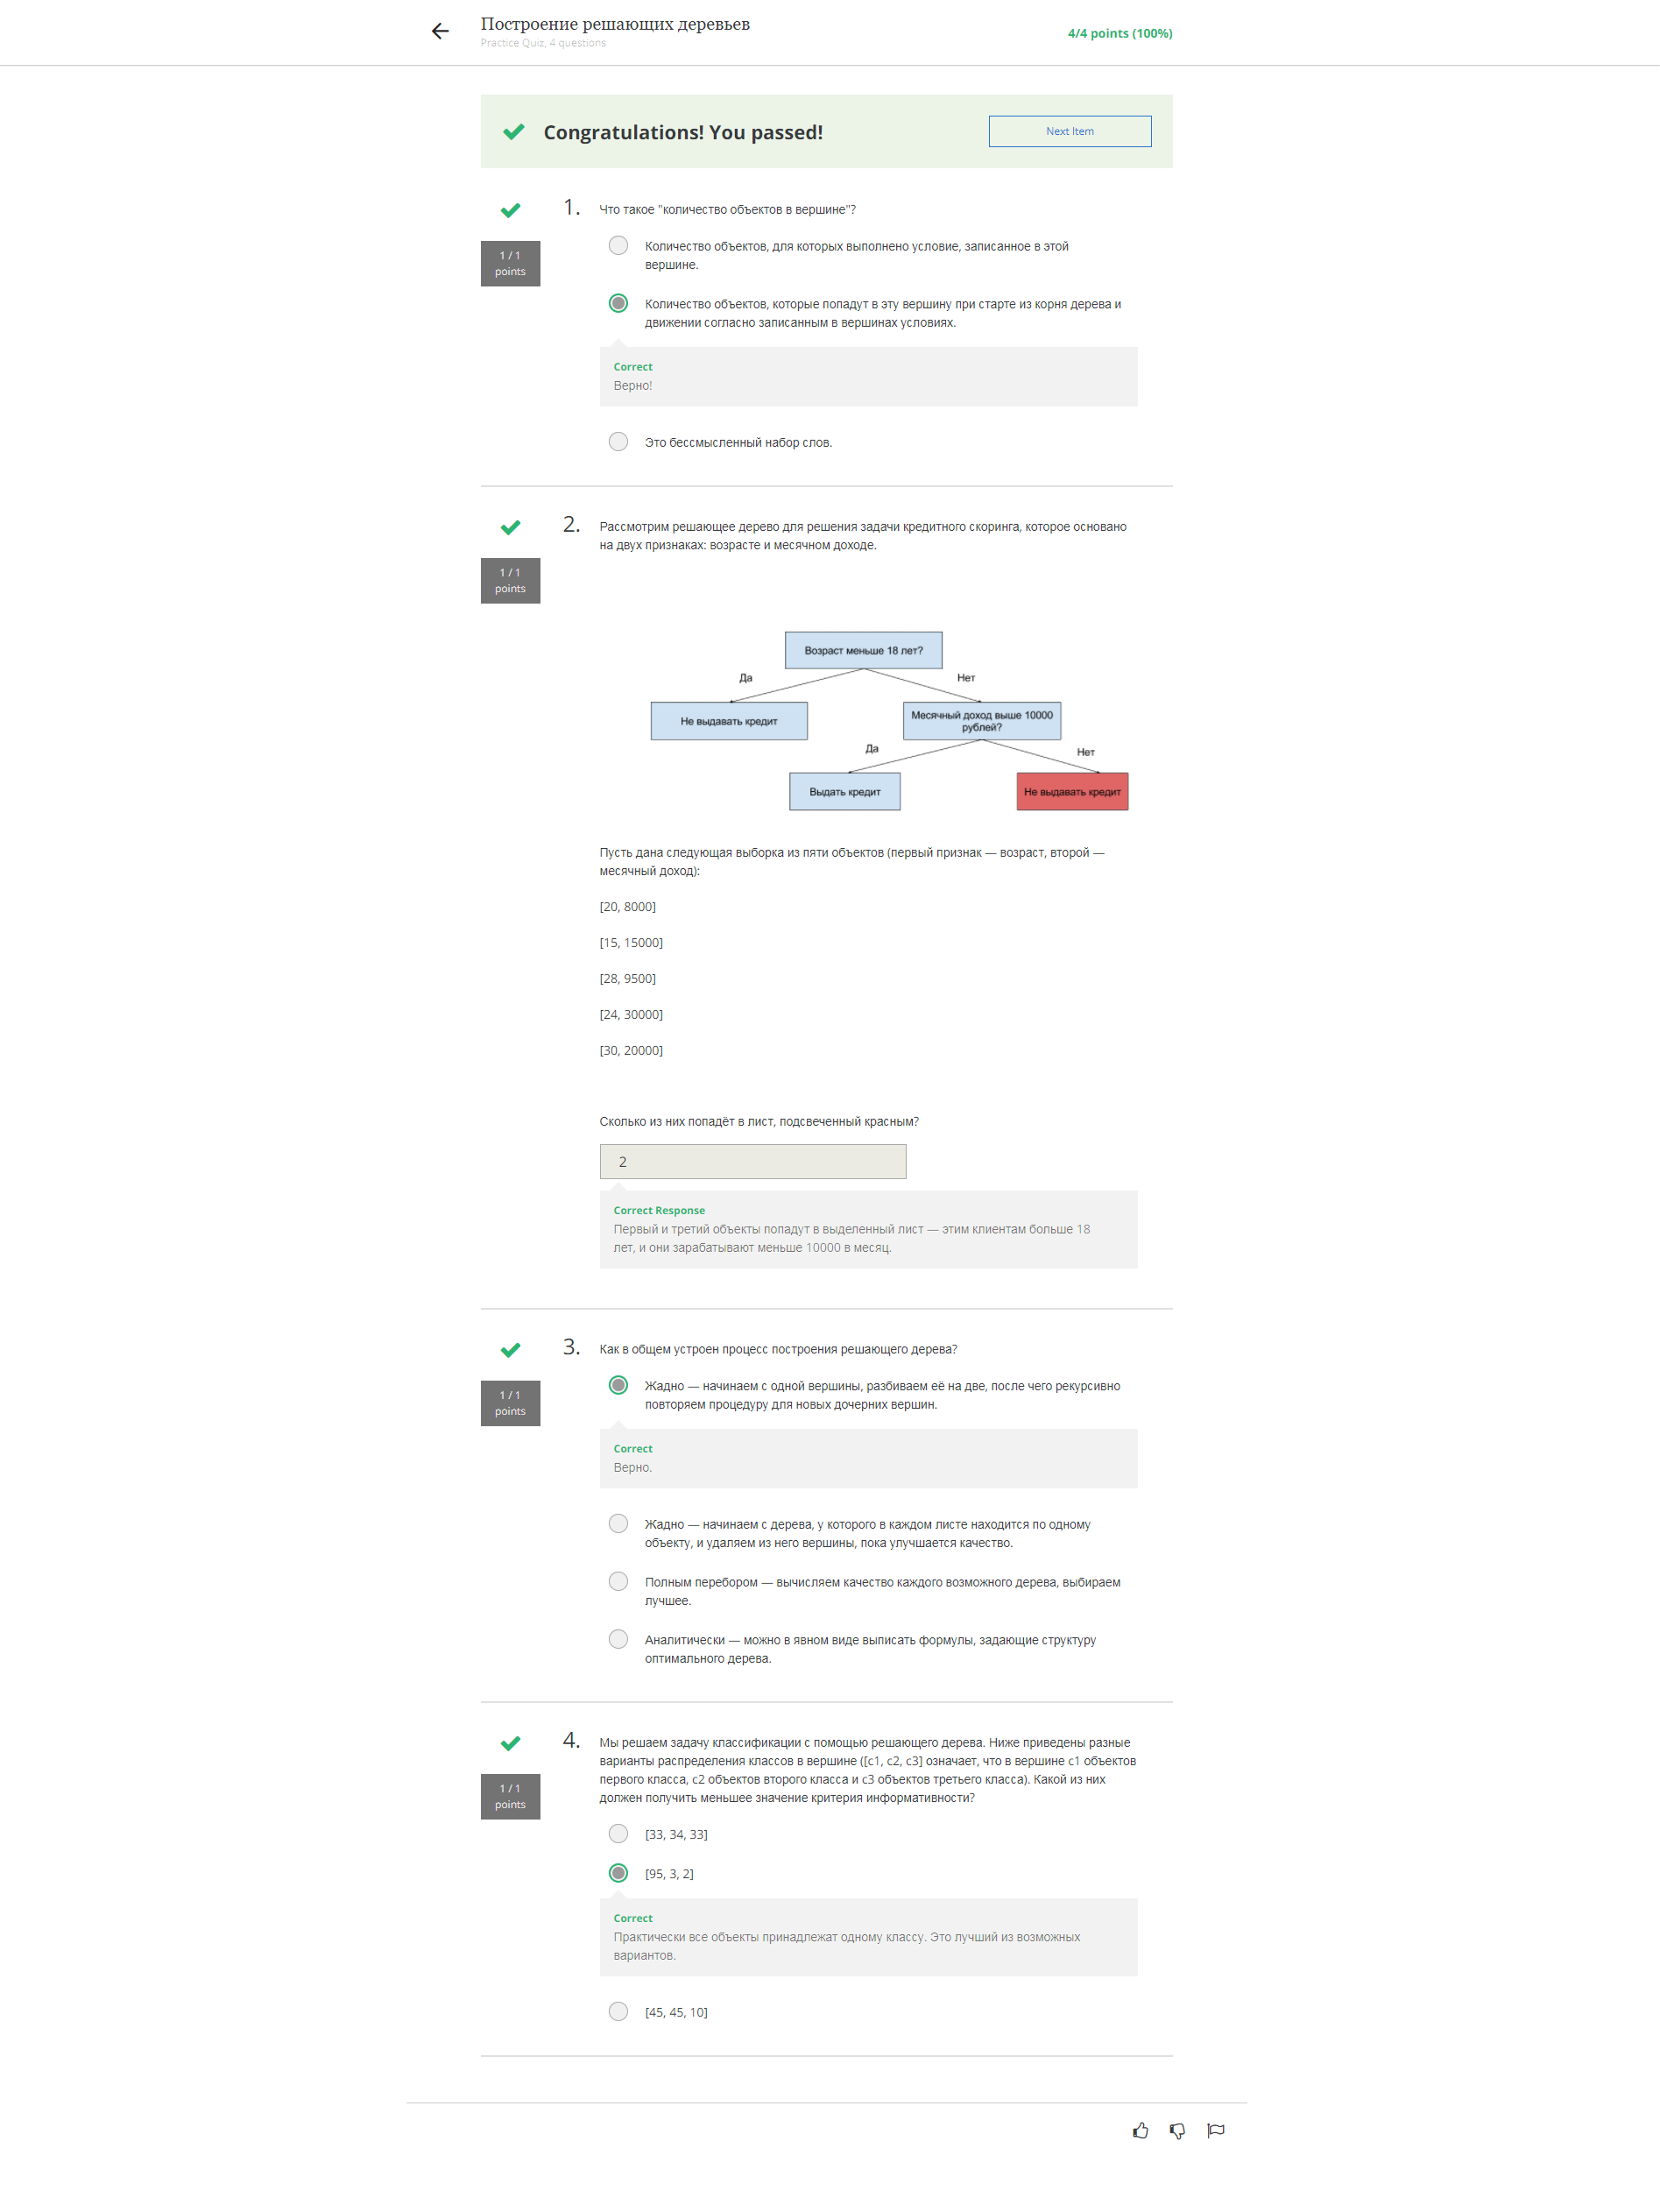 Построение решающих деревьев
Practice Quiz, 4 questions
4/4 points (100%)
Congratulations! You passed!
Next Item
1 / 1
points
1.
Что такое "количество объектов в вершине"?
Количество объектов, для которых выполнено условие, записанное в этой
вершине.
Количество объектов, которые попадут в эту вершину при старте из корня дерева и
движении согласно записанным в вершинах условиях.
Correct
Верно!
Это бессмысленный набор слов.
1 / 1
points
2.
Рассмотрим решающее дерево для решения задачи кредитного скоринга, которое основано
на двух признаках: возрасте и месячном доходе.
Возраст меньше 18 лет?
Да
Нет
Не выдавать кредит
Месячный доход выше 10000
рублей?
Да
Нет
Выдать кредит
Не выдавать кредит
Пусть дана следующая выборка из пяти объектов (первый признак — возраст, второй —
месячный доход):
[20, 8000]
[15, 15000]
[28, 9500]
[24, 30000]
[30, 20000]
Сколько из них попадёт в лист, подсвеченный красным?
2
Correct Response
Первый и третий объекты попадут в выделенный лист — этим клиентам больше 18
лет, и они зарабатывают меньше 10000 в месяц.
1 / 1
points
3.
Как в общем устроен процесс построения решающего дерева?
Жадно — начинаем с одной вершины, разбиваем её на две, после чего рекурсивно
повторяем процедуру для новых дочерних вершин.
Correct
Верно.
Жадно — начинаем с дерева, у которого в каждом листе находится по одному
объекту, и удаляем из него вершины, пока улучшается качество.
Полным перебором — вычисляем качество каждого возможного дерева, выбираем
лучшее.
Аналитически — можно в явном виде выписать формулы, задающие структуру
оптимального дерева.
1 / 1
points
4.
Мы решаем задачу классификации с помощью решающего дерева. Ниже приведены разные
варианты распределения классов в вершине ([c1, c2, c3] означает, что в вершине c1 объектов
первого класса, c2 объектов второго класса и c3 объектов третьего класса). Какой из них
должен получить меньшее значение критерия информативности?
[33, 34, 33]
[95, 3, 2]
Correct
Практически все объекты принадлежат одному классу. Это лучший из возможных
вариантов.
[45, 45, 10]